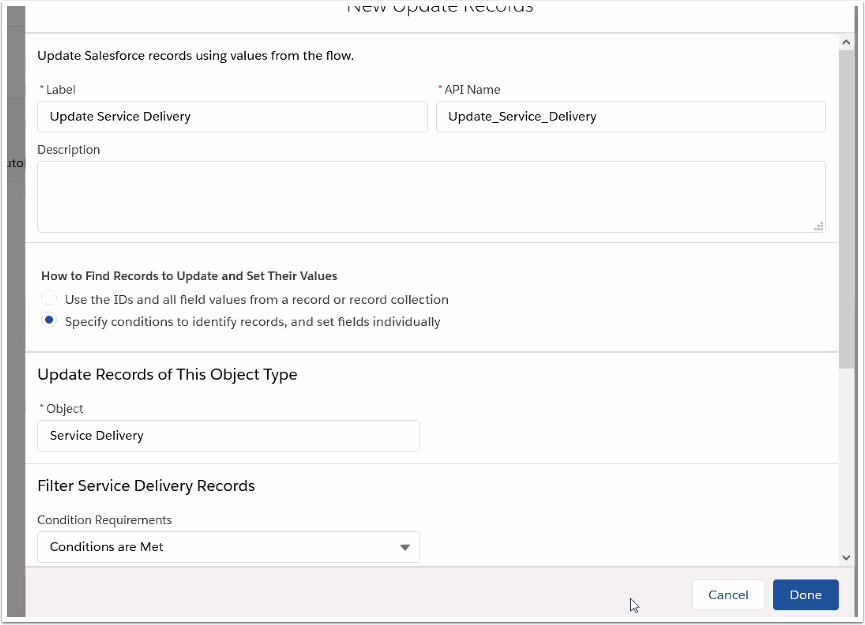 New Update Records
Update Salesforce records using values from the flow.
* Label
* API Name
Update Service Delivery
Update_Service_Delivery
Description
How to Find Records to Update and Set Their Values
Use the IDs and all field values from a record or record collection
Specify conditions to identify records, and set fields individually
Update Records of This Object Type
* Object
Service Delivery
Filter Service Delivery Records
Condition Requirements
Conditions are Met
Cancel
Done